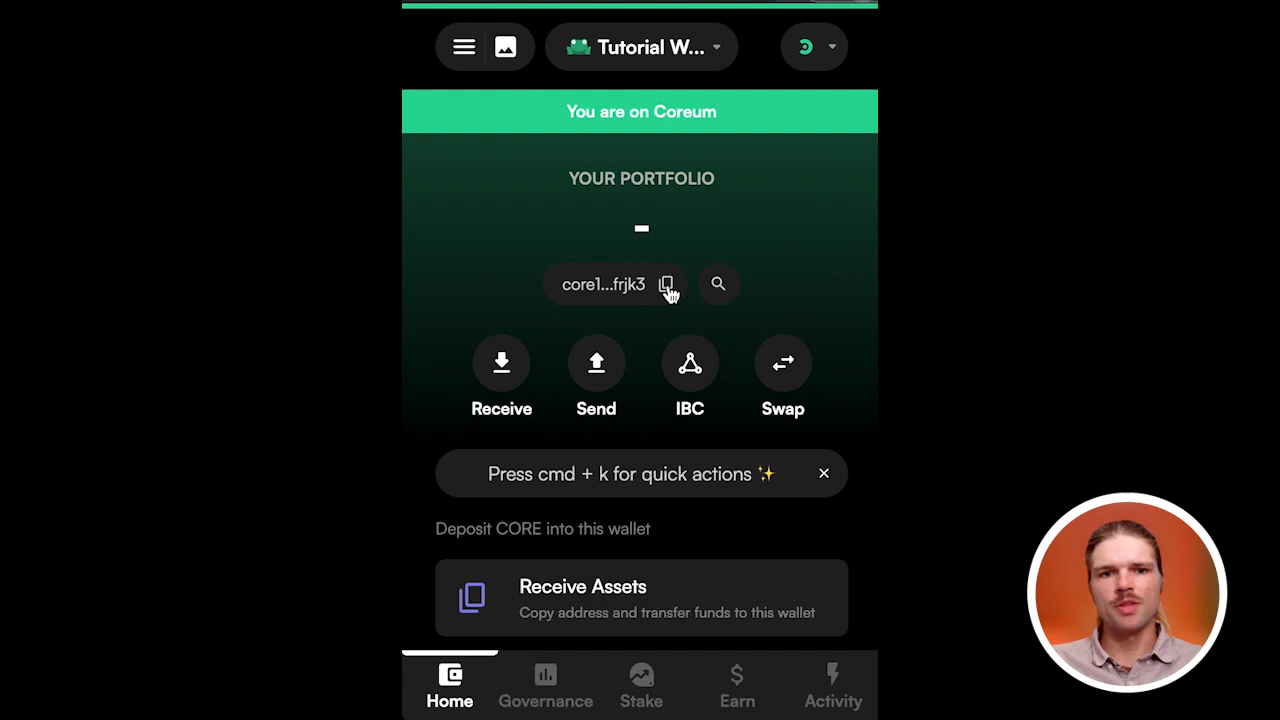 Tutorial W...
You are on Coreum
YOUR PORTFOLIO
-
core1...frjk3
Receive Send IBC Swap
Press cmd + k for quick actions ✨
Deposit CORE into this wallet
Receive Assets
Copy address and transfer funds to this wallet
Home Governance Stake Earn Activity